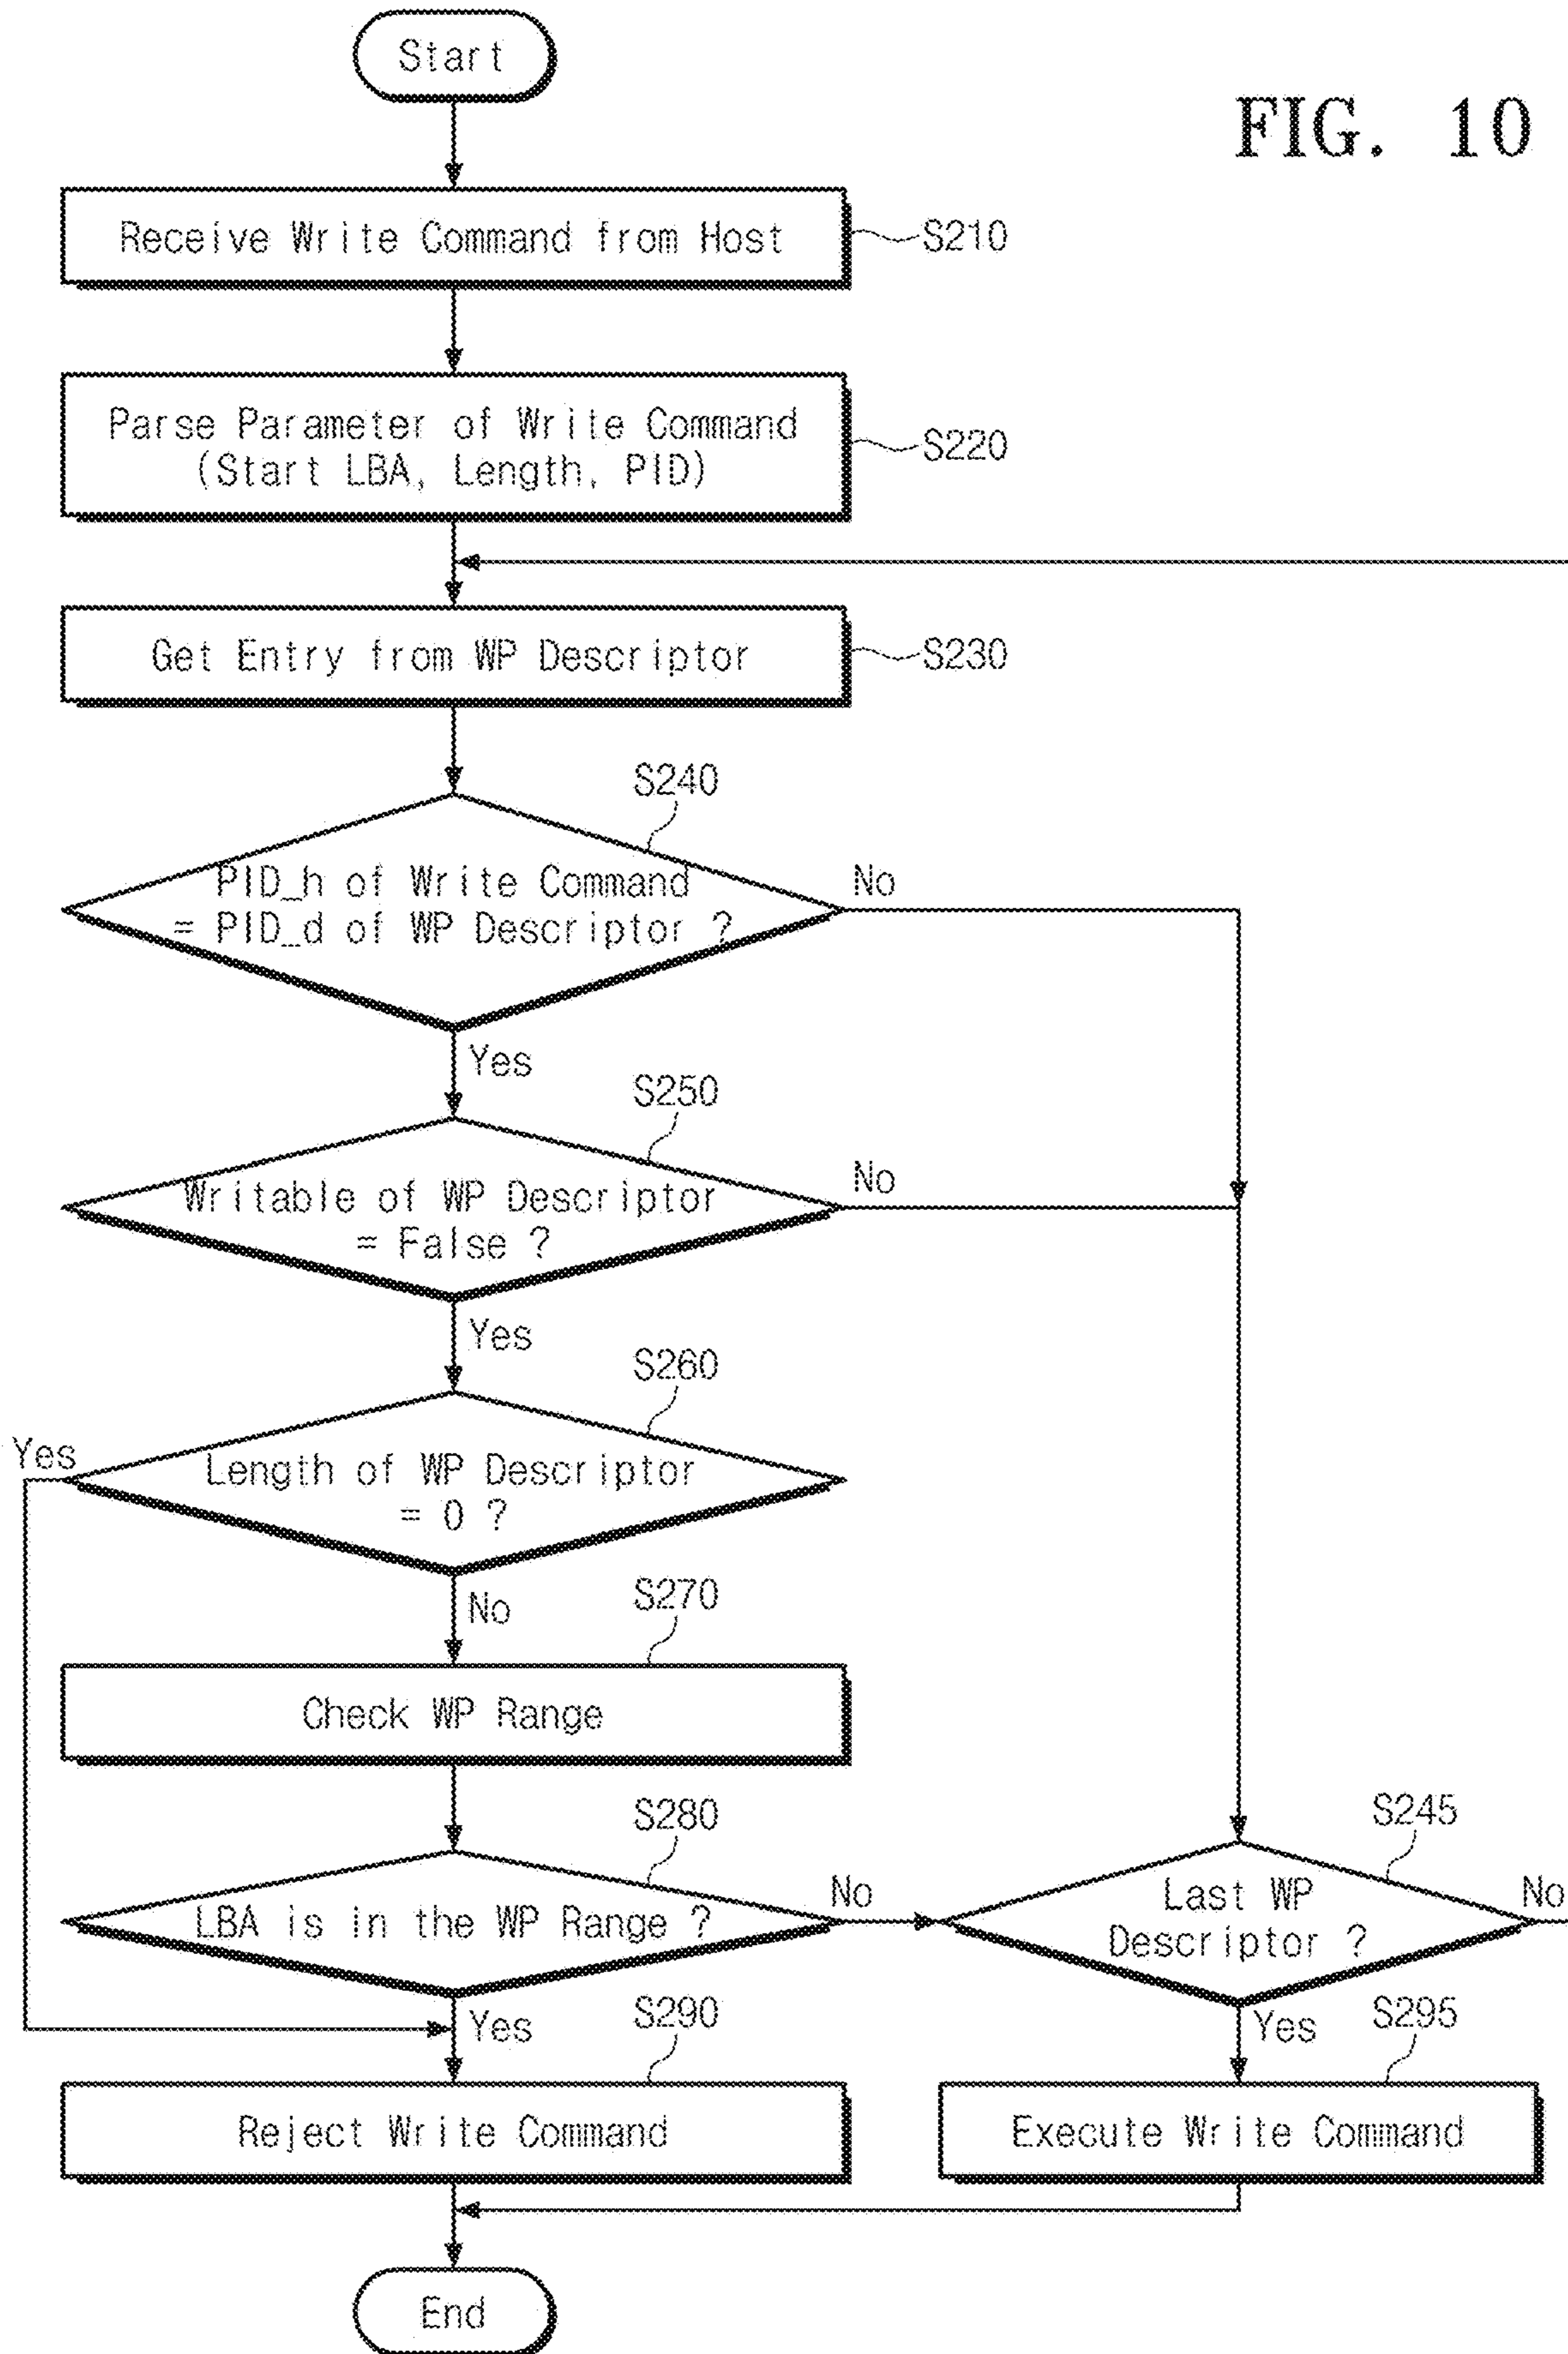 Start
FIG. 10
Receive Write Command from Host
S210
Parse Parameter of Write Command
(Start LBA, Length, PID)
S220
Get Entry from WP Descriptor
S230
S240
PID_h of Write Command
= PID_d of WP Descriptor ?
No
Yes
S250
Writable of WP Descriptor
= False ?
No
Yes
S260
Yes
Length of WP Descriptor
= 0 ?
No
S270
Check WP Range
S280
LBA is in the WP Range ?
No
S245
Last WP
Descriptor ?
No
Yes
S290
Yes
S295
Reject Write Command
Execute Write Command
End